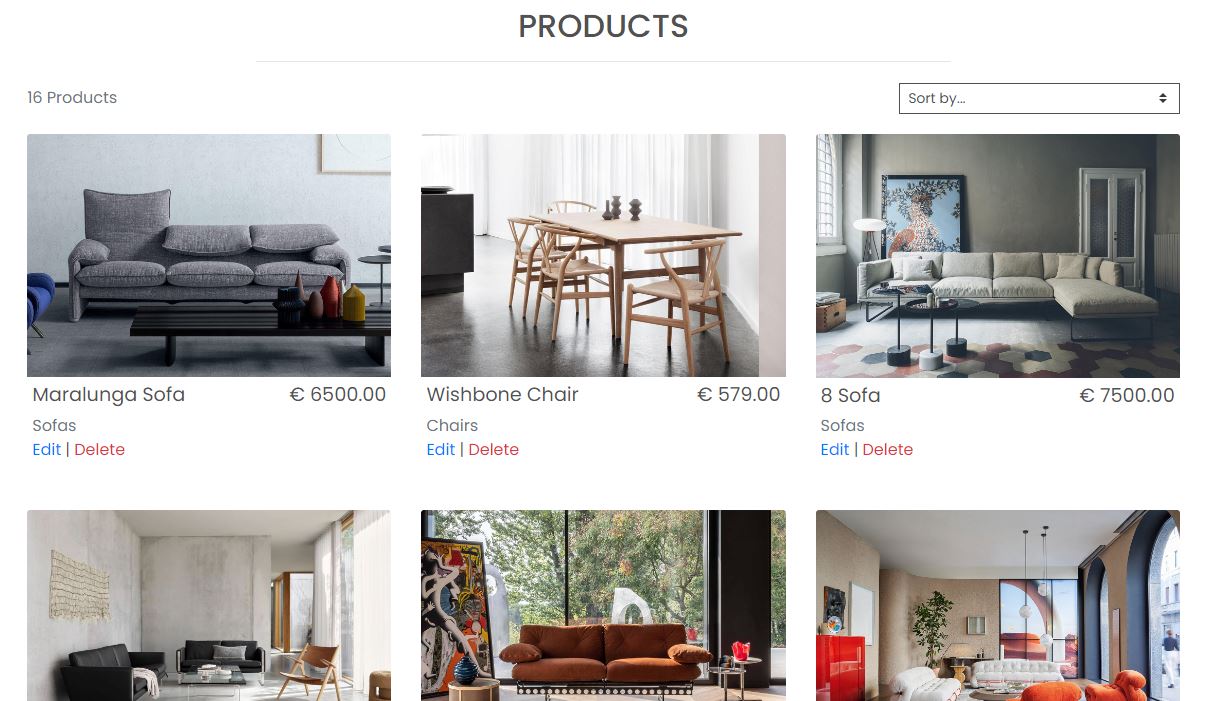 PRODUCTS
16 Products
Sort by...
Maralunga Sofa € 6500.00
Sofas
Edit | Delete
Wishbone Chair € 579.00
Chairs
Edit | Delete
8 Sofa € 7500.00
Sofas
Edit | Delete